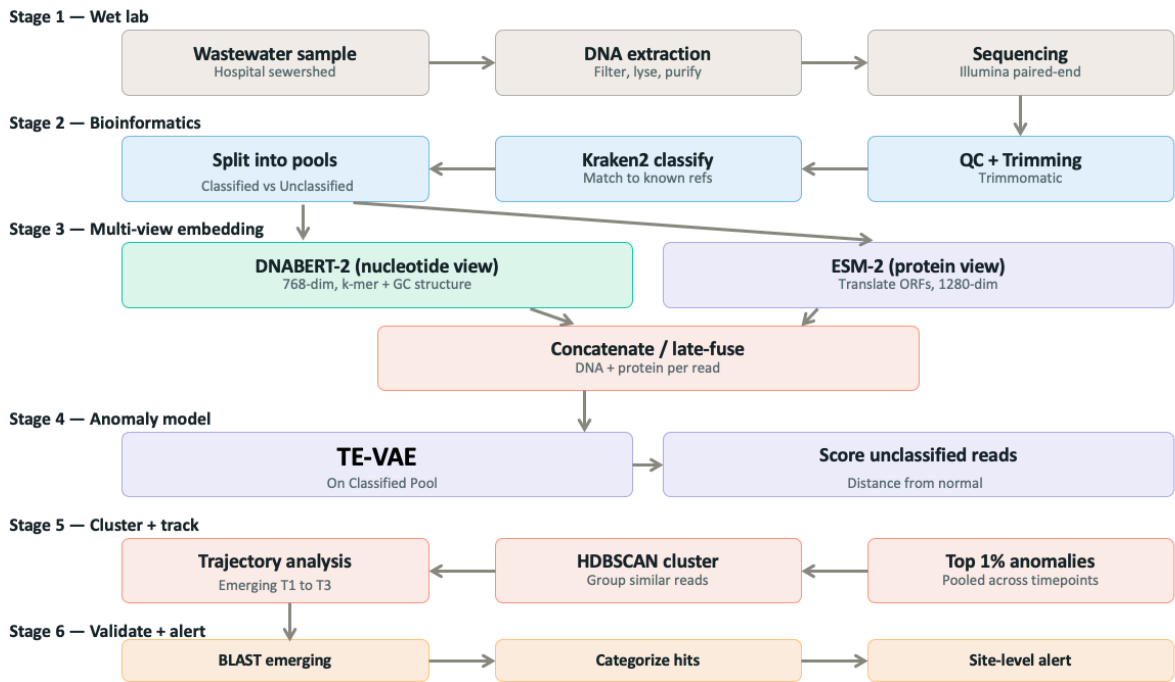 Stage 1 — Wet lab
Wastewater sample
Hospital sewershed
DNA extraction
Filter, lyse, purify
Sequencing
Illumina paired-end
Stage 2 — Bioinformatics
Split into pools
Classified vs Unclassified
Kraken2 classify
Match to known refs
QC + Trimming
Trimmomatic
Stage 3 — Multi-view embedding
DNABERT-2 (nucleotide view)
768-dim, k-mer + GC structure
ESM-2 (protein view)
Translate ORFs, 1280-dim
Concatenate / late-fuse
DNA + protein per read
Stage 4 — Anomaly model
TE-VAE
On Classified Pool
Score unclassified reads
Distance from normal
Stage 5 — Cluster + track
Trajectory analysis
Emerging T1 to T3
HDBSCAN cluster
Group similar reads
Top 1% anomalies
Pooled across timepoints
Stage 6 — Validate + alert
BLAST emerging
Categorize hits
Site-level alert